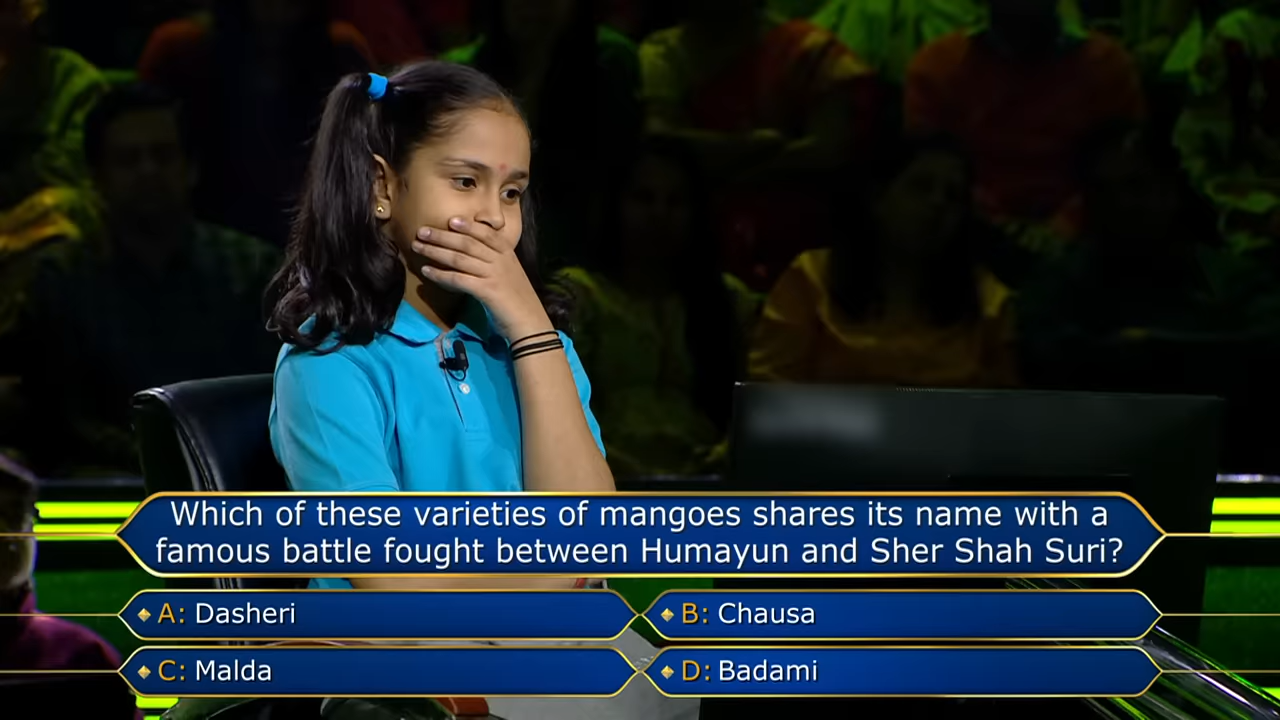 Which of these varieties of mangoes shares its name with a
famous battle fought between Humayun and Sher Shah Suri?
A: Dasheri
B: Chausa
C: Malda
D: Badami